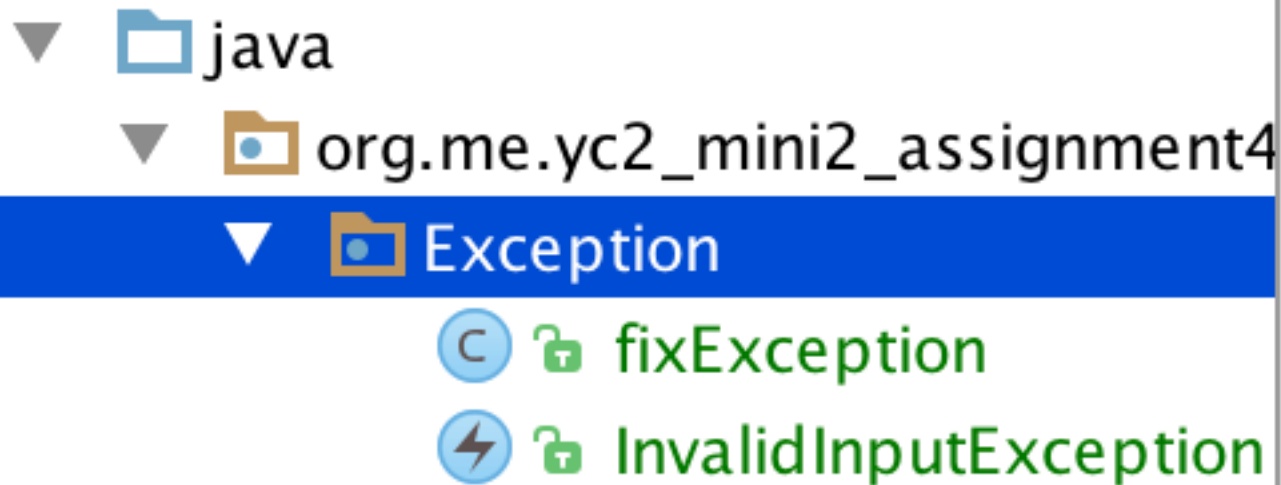 java
org.me.yc2_mini2_assignment4
Exception
C fixException
InvalidInputException